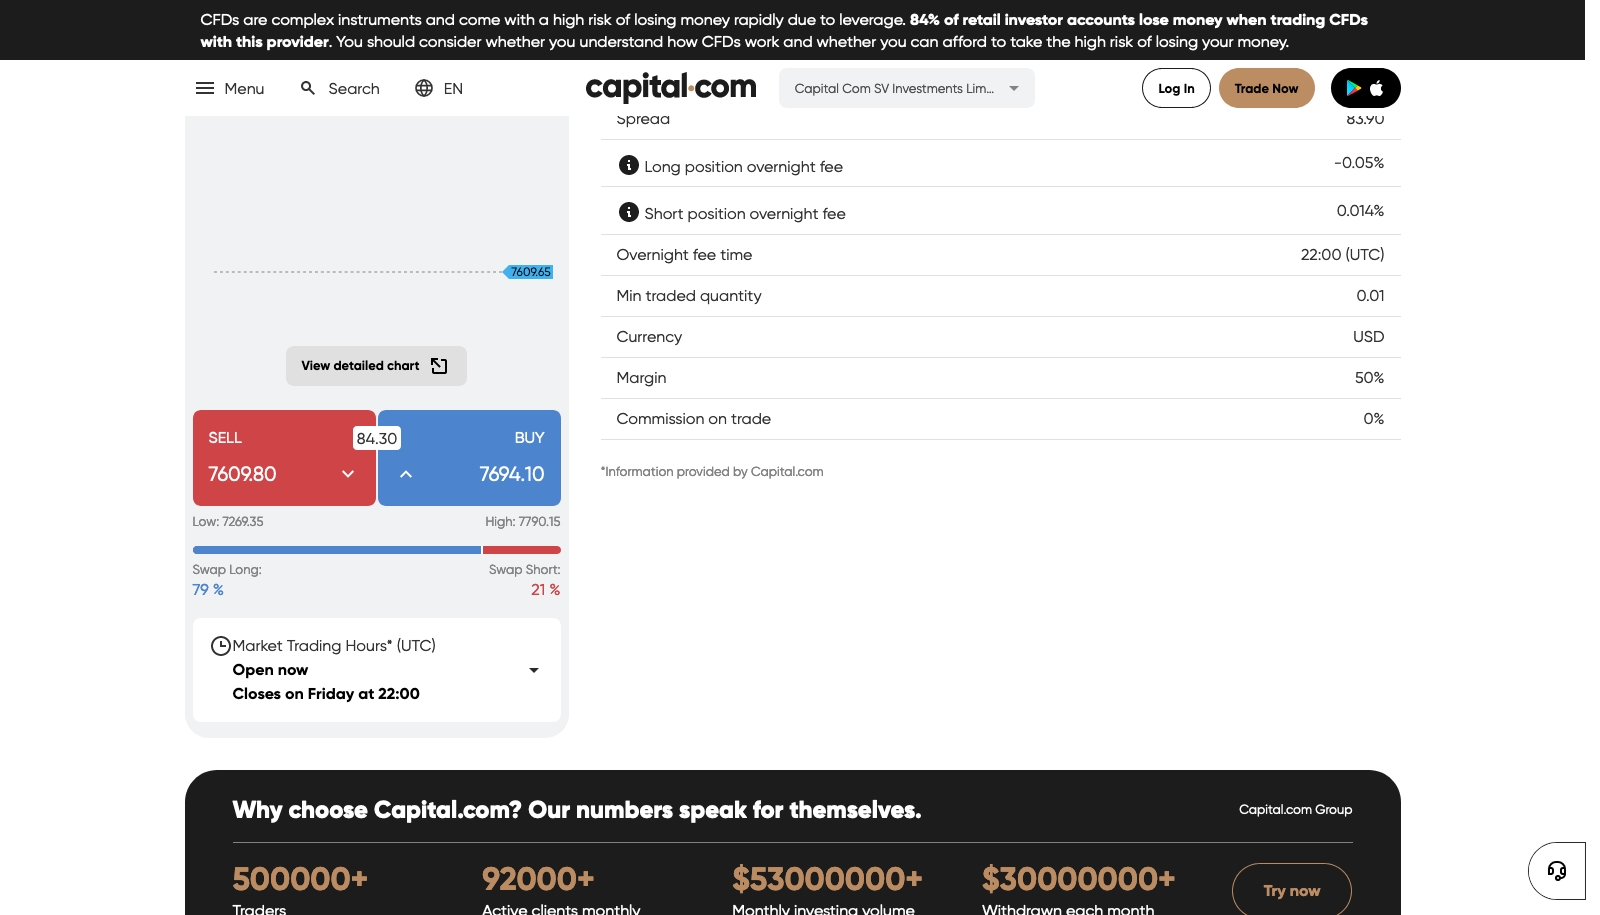 CFDs are complex instruments and come with a high risk of losing money rapidly due to leverage. 84% of retail investor accounts lose money when trading CFDs
with this provider. You should consider whether you understand how CFDs work and whether you can afford to take the high risk of losing your money.
Menu
Search
EN
capital.com
Capital Com SV Investments Lim...
Log In
Trade Now
Spread 83.90
Long position overnight fee -0.05%
Short position overnight fee 0.014%
Overnight fee time 22:00 (UTC)
Min traded quantity 0.01
Currency USD
Margin 50%
Commission on trade 0%
*Information provided by Capital.com
7609.65
View detailed chart
SELL
84.30
BUY
7609.80
7694.10
Low: 7269.35
High: 7790.15
Swap Long:
Swap Short:
79 %
21 %
Market Trading Hours* (UTC)
Open now
Closes on Friday at 22:00
Why choose Capital.com? Our numbers speak for themselves.
Capital.com Group
500000+
Traders
92000+
Active clients monthly
$53000000+
Monthly investing volume
$30000000+
Withdrawn each month
Try now